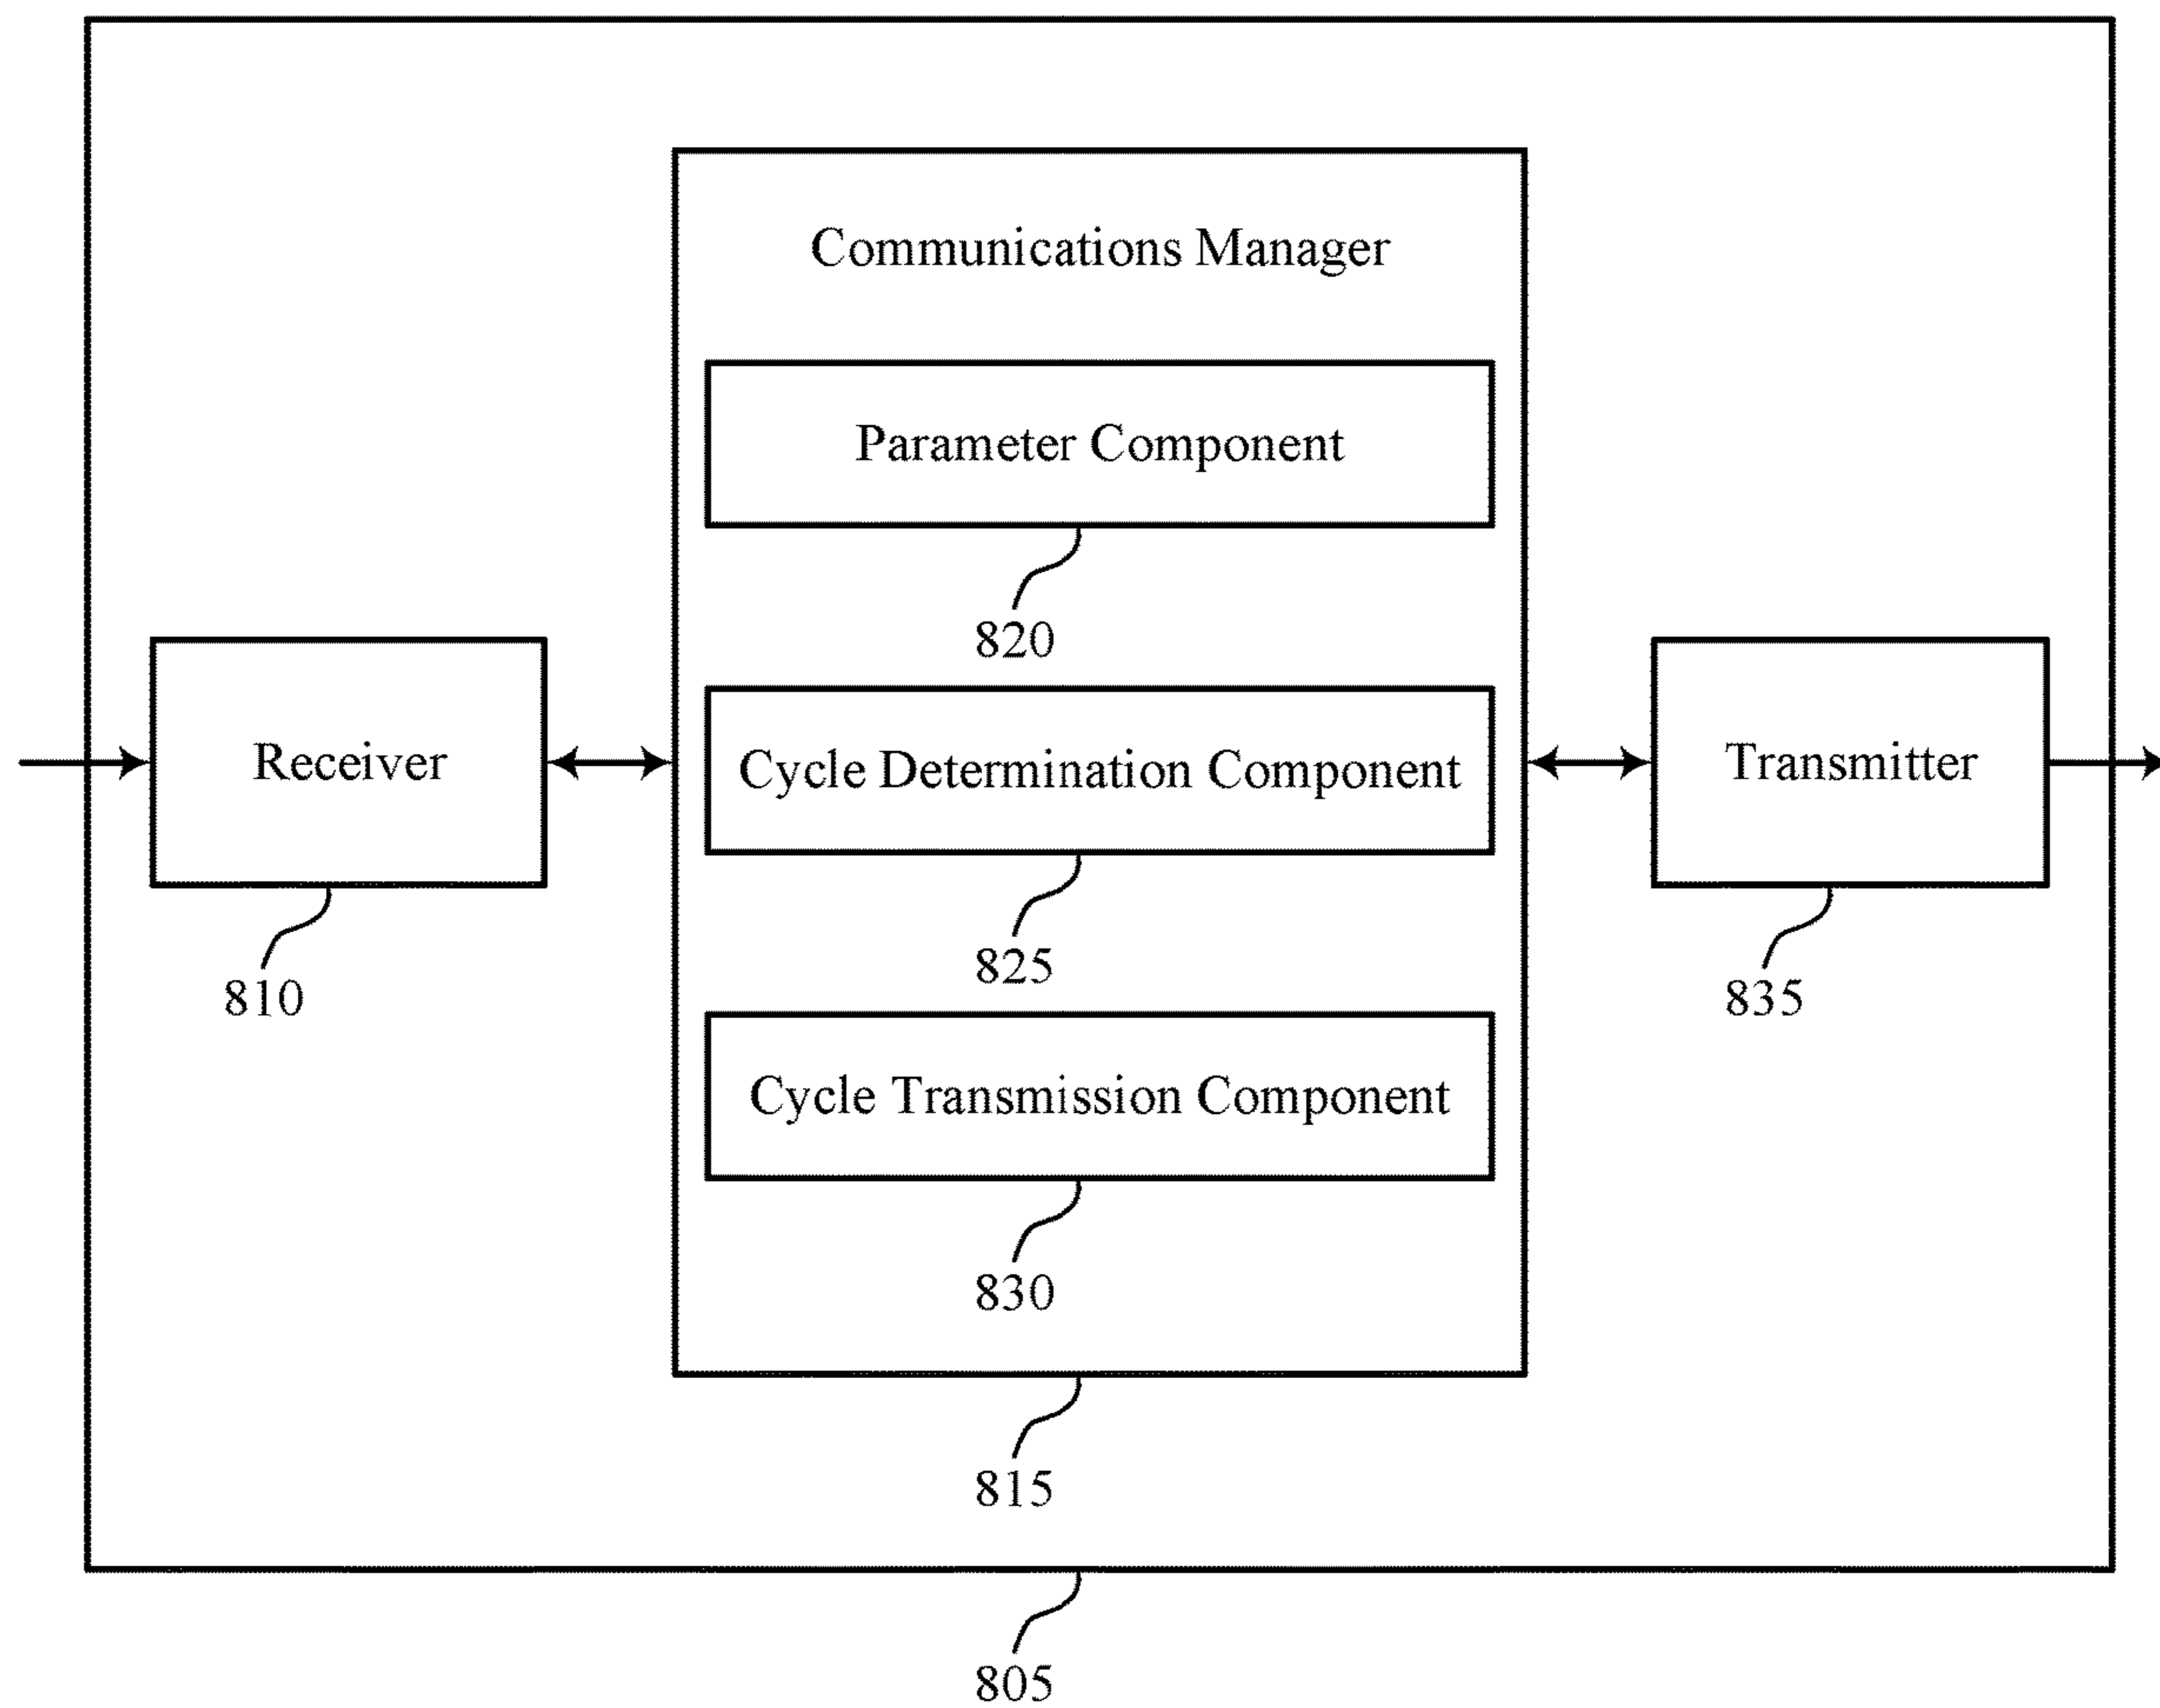 Communications Manager
Parameter Component
820
Receiver
Cycle Determination Component
Transmitter
825
810
835
Cycle Transmission Component
830
815
805